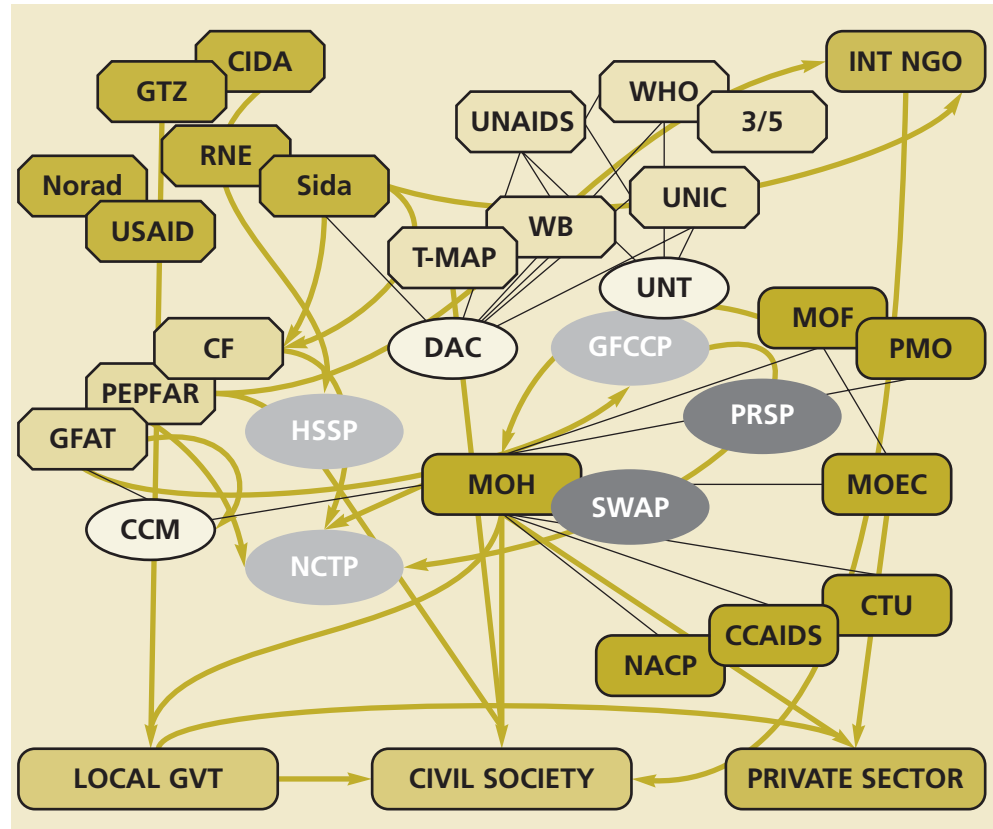 CIDA
INT NGO
GTZ
WHO
UNAIDS
3/5
RNE
Norad
Sida
UNIC
USAID
WB
T-MAP
UNT
MOF
CF
DAC
GFCCP
PMO
PEPFAR
GFAT
HSSP
PRSP
MOH
MOEC
SWAP
CCM
NCTP
CTU
CCAIDS
NACP
LOCAL GVT
CIVIL SOCIETY
PRIVATE SECTOR